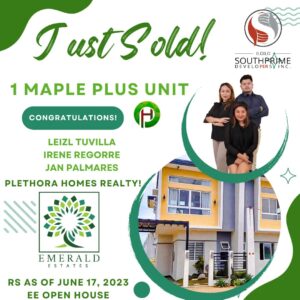 Just Sold!
SOUTHPRIME
DEVELOPERS INC.
1 MAPLE PLUS UNIT
CONGRATULATIONS!
LEIZL TUVILLA
IRENE REGORRE
JAN PALMARES
PLETHORA HOMES REALTY!
EMERALD
ESTATES
RS AS OF JUNE 17, 2023
EE OPEN HOUSE